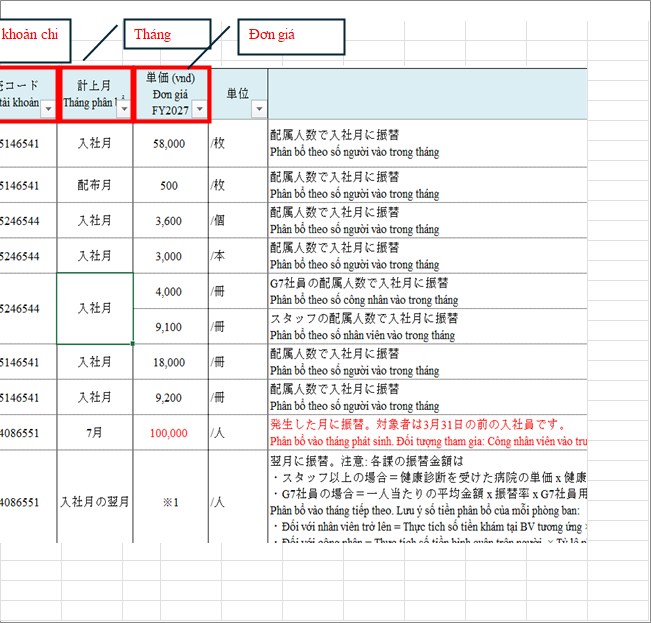 khoản chi
Tháng
Đơn giá
コード
tài khoản
計上月
Tháng phân
単価 (vnd)
Đơn giá
FY2027
単位
5146541
入社月
58,000
/枚
配属人数で入社月に振替
Phân bổ theo số người vào trong tháng
5146541
配布月
500
/枚
配属人数で入社月に振替
Phân bổ theo số người vào trong tháng
5246544
入社月
3,600
/個
配属人数で入社月に振替
Phân bổ theo số người vào trong tháng
5246544
入社月
3,000
/本
配属人数で入社月に振替
Phân bổ theo số người vào trong tháng
5246544
入社月
4,000
/冊
G7社員の配属人数で入社月に振替
Phân bổ theo số công nhân vào trong tháng
9,100
/冊
スタッフの配属人数で入社月に振替
Phân bổ theo số nhân viên vào trong tháng
5146541
入社月
18,000
/冊
配属人数で入社月に振替
Phân bổ theo số người vào trong tháng
5146541
入社月
9,200
/冊
配属人数で入社月に振替
Phân bổ theo số người vào trong tháng
4086551
7月
100,000
/人
発生した月に振替。対象者は3月31日の前の入社員です。
Phân bổ vào tháng phát sinh. Đối tượng tham gia: Công nhân viên vào
4086551
入社月の翌月
※1
/人
翌月に振替。注意: 各課の振替金額は
・スタッフ以上の場合＝健康診断を受けた病院の単価 x 健康
・G7社員の場合＝一人当たりの平均金額 x 振替率 x G7社員用
Phân bổ vào tháng tiếp theo. Lưu ý số tiền phân bổ của mỗi phòng ban:
・Đối với nhân viên trở lên = Thực tích số tiền khám tại BV tương ứng
・Đối với công nhân = Thực tích số tiền bình quân trên người × Tỷ lệ